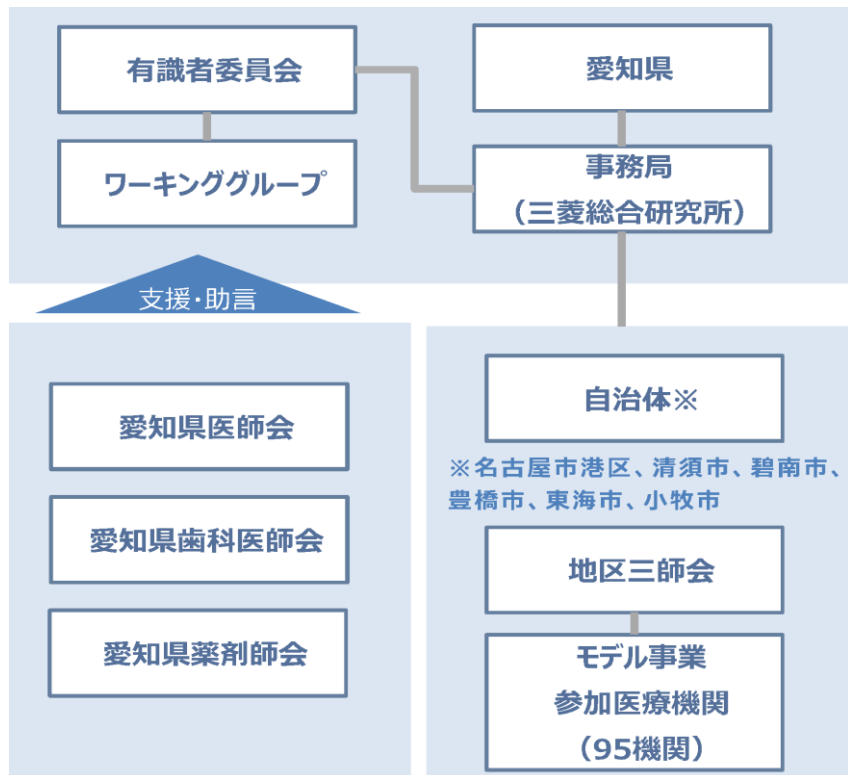 有識者委員会
ワーキンググループ
愛知県
事務局
（三菱総合研究所）
支援・助言
愛知県医師会
愛知県歯科医師会
愛知県薬剤師会
自治体※
※名古屋市港区、清須市、碧南市、
豊橋市、東海市、小牧市
地区三師会
モデル事業
参加医療機関
（95機関）